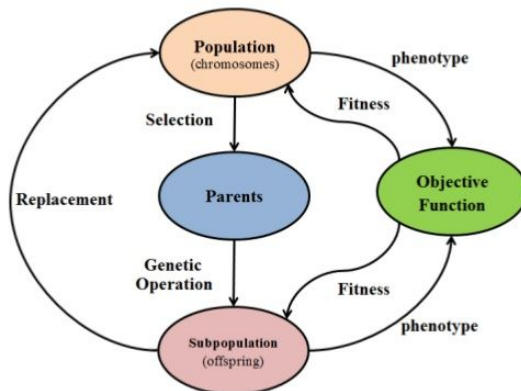 Population
(chromosomes)
phenotype
Fitness
Selection
Replacement
Parents
Objective
Function
Genetic
Operation
Fitness
Subpopulation
(offspring)
phenotype